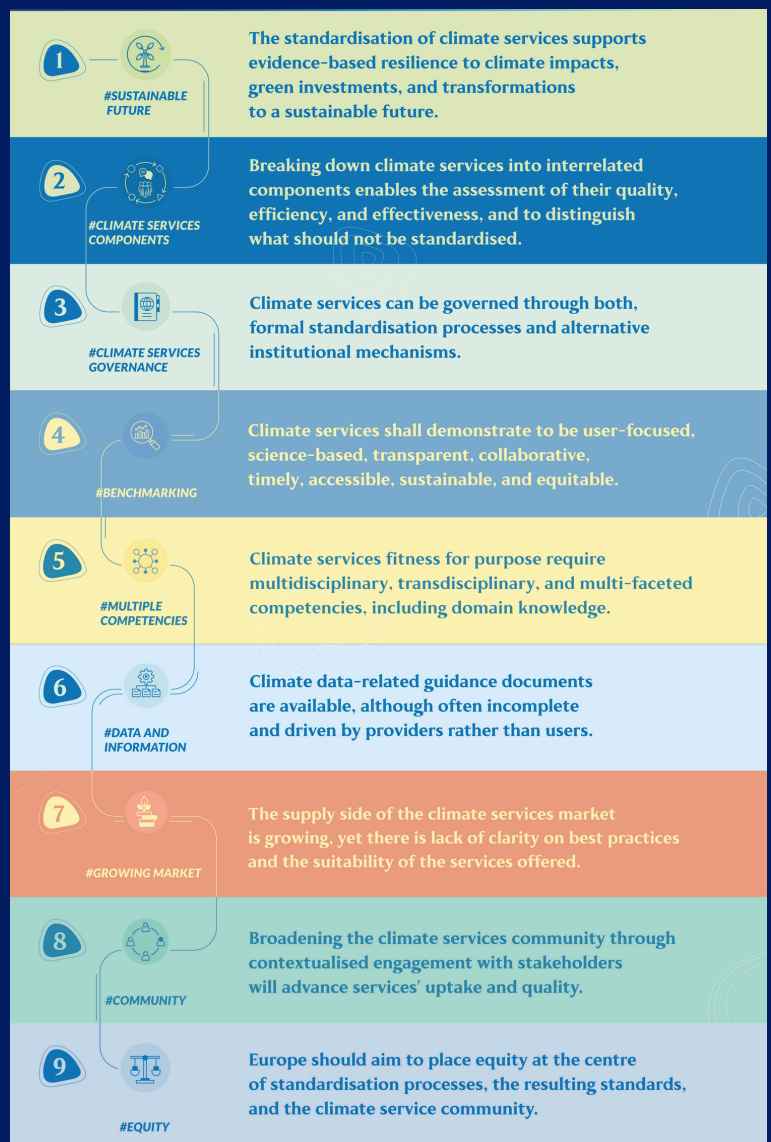 1
#SUSTAINABLE
FUTURE
The standardisation of climate services supports
evidence-based resilience to climate impacts,
green investments, and transformations
to a sustainable future.
2
#CLIMATE SERVICES
COMPONENTS
Breaking down climate services into interrelated
components enables the assessment of their quality,
efficiency, and effectiveness, and to distinguish
what should not be standardised.
3
#CLIMATE SERVICES
GOVERNANCE
Climate services can be governed through both,
formal standardisation processes and alternative
institutional mechanisms.
4
#BENCHMARKING
Climate services shall demonstrate to be user-focused,
science-based, transparent, collaborative,
timely, accessible, sustainable, and equitable.
5
#MULTIPLE
COMPETENCIES
Climate services fitness for purpose require
multidisciplinary, transdisciplinary, and multi-faceted
competencies, including domain knowledge.
6
#DATA AND
INFORMATION
Climate data-related guidance documents
are available, although often incomplete
and driven by providers rather than users.
7
#GROWING MARKET
The supply side of the climate services market
is growing, yet there is lack of clarity on best practices
and the suitability of the services offered.
8
#COMMUNITY
Broadening the climate services community through
contextualised engagement with stakeholders
will advance services' uptake and quality.
9
#EQUITY
Europe should aim to place equity at the centre
of standardisation processes, the resulting standards,
and the climate service community.